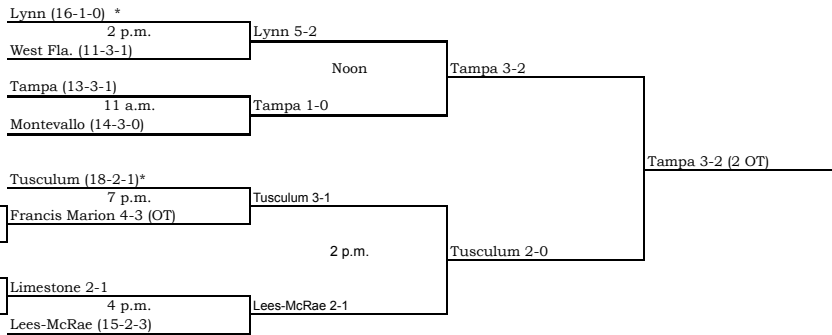 Lynn (16-1-0) *
2 p.m.
West Fla. (11-3-1)
Lynn 5-2
Noon
Tampa (13-3-1)
11 a.m.
Montevallo (14-3-0)
Tampa 1-0
Tampa 3-2
Tusculum (18-2-1)*
7 p.m.
Francis Marion 4-3 (OT)
Tusculum 3-1
2 p.m.
Limestone 2-1
4 p.m.
Lees-McRae (15-2-3)
Lees-McRae 2-1
Tusculum 2-0
Tampa 3-2 (2 OT)